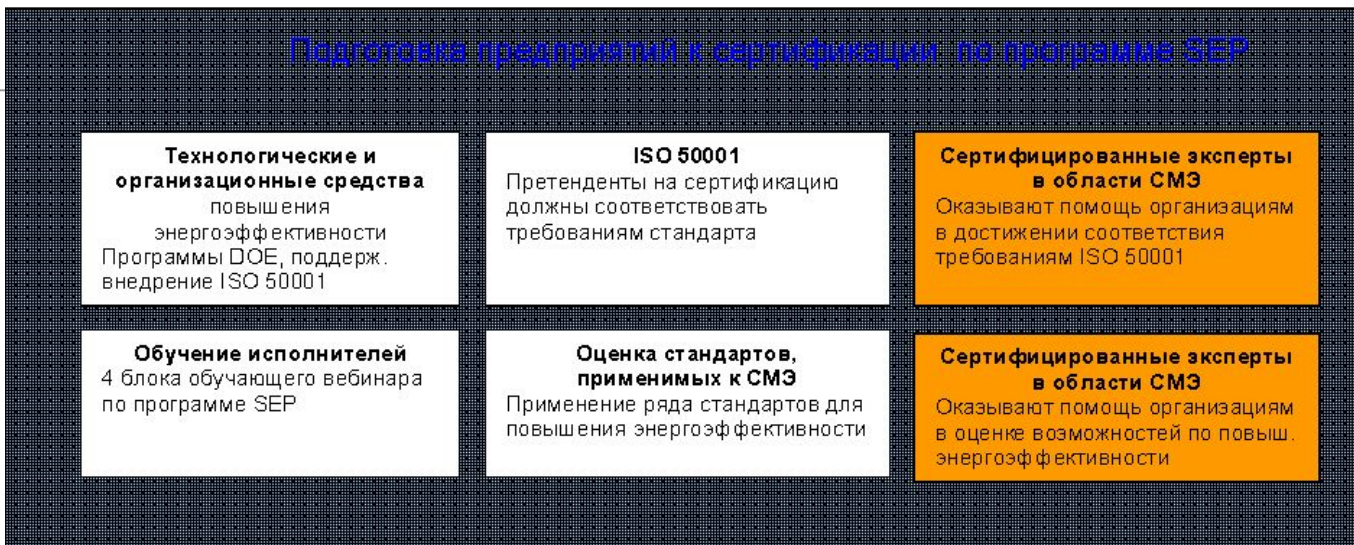 Подготовка предприятий к сертификации по программе SEP
Технологические и
организационные средства
повышения
энергоэффективности
Программы DOE, поддерж.
внедрение ISO 50001
ISO 50001
Претенденты на сертификацию
должны соответствовать
требованиям стандарта
Сертифицированные эксперты
в области СМЭ
Оказывают помощь организациям
в достижении соответствия
требованиям ISO 50001
Обучение исполнителей
4 блока обучающего вебинара
по программе SEP
Оценка стандартов,
применимых к СМЭ
Применение ряда стандартов для
повышения энергоэффективности
Сертифицированные эксперты
в области СМЭ
Оказывают помощь организациям
в оценке возможностей по повыш.
энергоэффективности